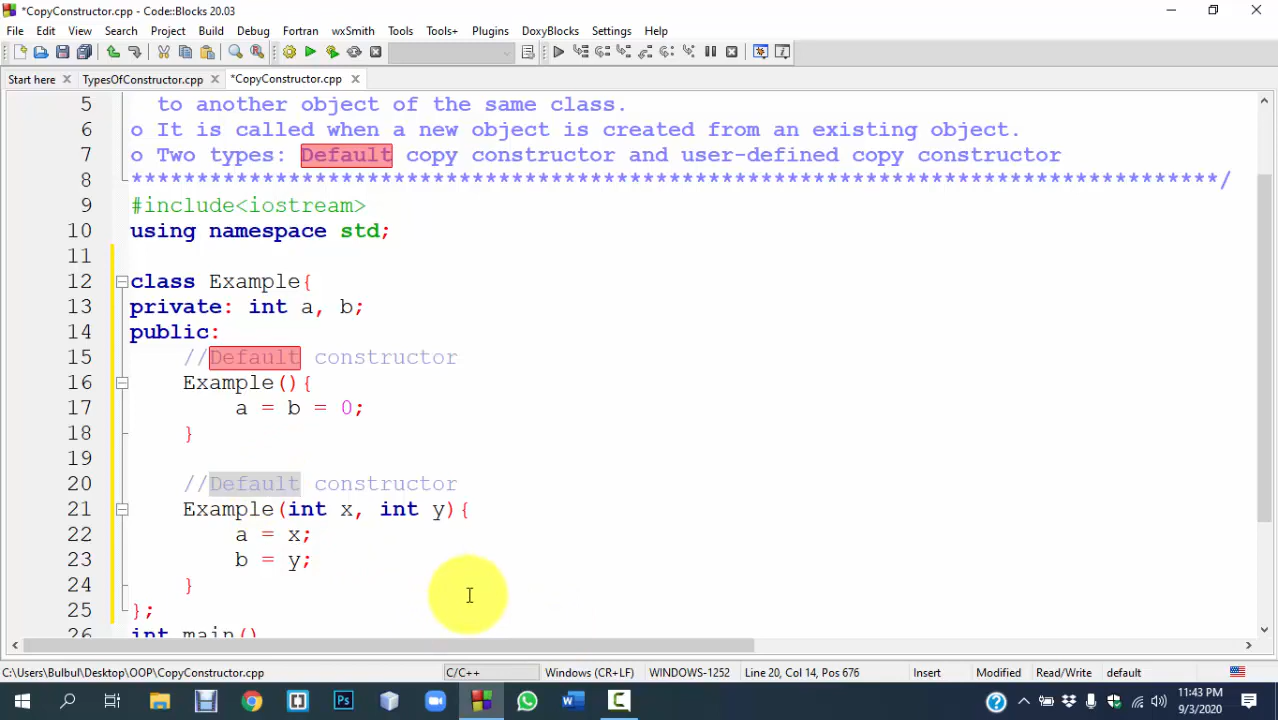 *CopyConstructor.cpp - Code::Blocks 20.03
File Edit View Search Project Build Debug Fortran wxSmith Tools Tools+ Plugins DoxyBlocks Settings Help
Start here TypesOfConstructor.cpp *CopyConstructor.cpp
5 to another object of the same class.
6 o It is called when a new object is created from an existing object.
7 o Two types: Default copy constructor and user-defined copy constructor
8 ***********************************************************************************/
9 #include<iostream>
10 using namespace std;
11
12 class Example{
13 private: int a, b;
14 public:
15 //Default constructor
16 Example(){
17 a = b = 0;
18 }
19
20 //Default constructor
21 Example(int x, int y){
22 a = x;
23 b = y;
24 }
25 };
26 int main()
C:\Users\Bulbul\Desktop\OOP\CopyConstructor.cpp C/C++ Windows (CR+LF) WINDOWS-1252 Line 20, Col 14, Pos 676 Insert Modified Read/Write default
11:43 PM
9/3/2020